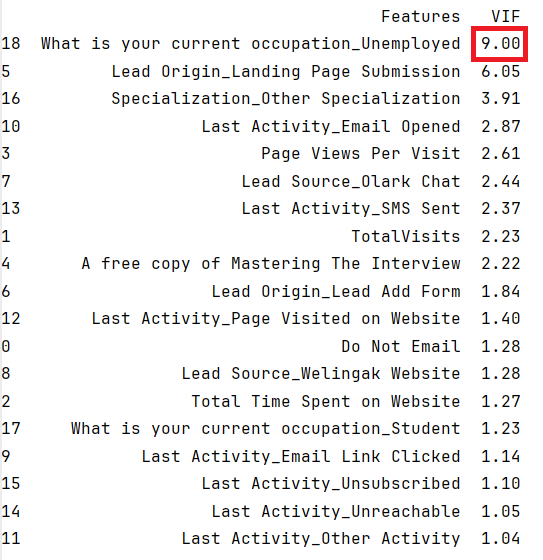 Features VIF
18 What is your current occupation_Unemployed 9.00
5 Lead Origin_Landing Page Submission 6.05
16 Specialization_Other Specialization 3.91
10 Last Activity_Email Opened 2.87
3 Page Views Per Visit 2.61
7 Lead Source_Olark Chat 2.44
13 Last Activity_SMS Sent 2.37
1 TotalVisits 2.23
4 A free copy of Mastering The Interview 2.22
6 Lead Origin_Lead Add Form 1.84
12 Last Activity_Page Visited on Website 1.40
0 Do Not Email 1.28
8 Lead Source_Welingak Website 1.28
2 Total Time Spent on Website 1.27
17 What is your current occupation_Student 1.23
9 Last Activity_Email Link Clicked 1.14
15 Last Activity_Unsubscribed 1.10
14 Last Activity_Unreachable 1.05
11 Last Activity_Other Activity 1.04